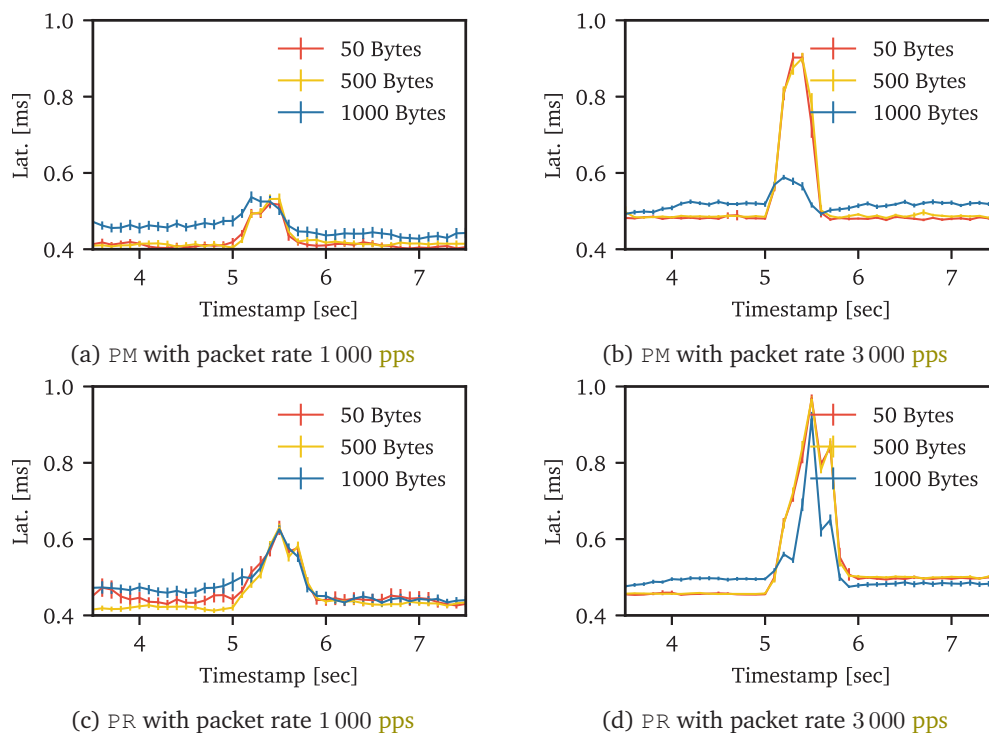 1.0
0.8
0.6
0.4
Lat. [ms]
50 Bytes
500 Bytes
1000 Bytes
4 5 6 7
Timestamp [sec]
(a) PM with packet rate 1 000 pps
1.0
0.8
0.6
0.4
Lat. [ms]
50 Bytes
500 Bytes
1000 Bytes
4 5 6 7
Timestamp [sec]
(b) PM with packet rate 3 000 pps
1.0
0.8
0.6
0.4
Lat. [ms]
50 Bytes
500 Bytes
1000 Bytes
4 5 6 7
Timestamp [sec]
(c) PR with packet rate 1 000 pps
1.0
0.8
0.6
0.4
Lat. [ms]
50 Bytes
500 Bytes
1000 Bytes
4 5 6 7
Timestamp [sec]
(d) PR with packet rate 3 000 pps